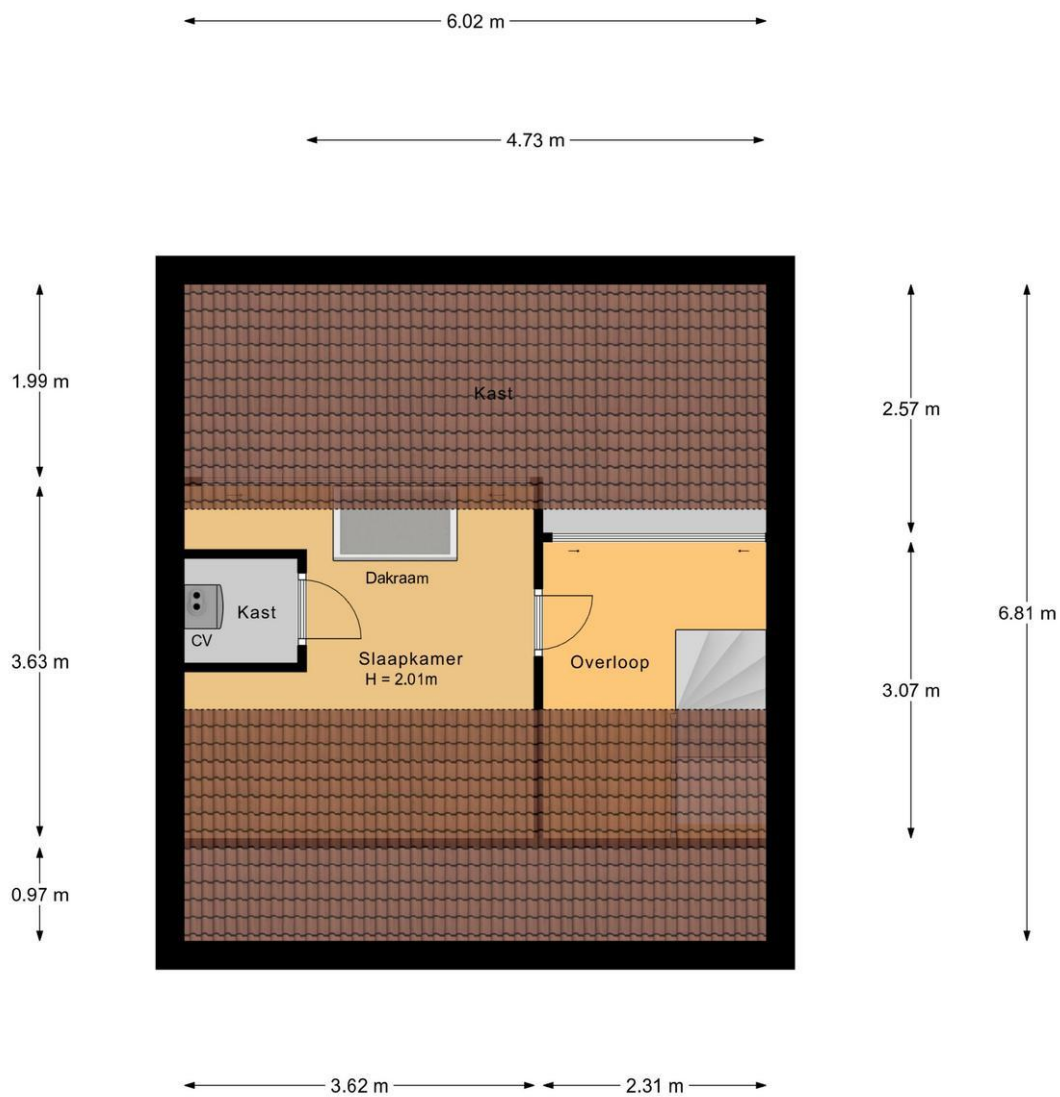 6.02 m
4.73 m
1.99 m
Kast
2.57 m
Dakraam
Kast
6.81 m
CV
3.63 m
Slaapkamer
H = 2.01m
Overloop
3.07 m
0.97 m
3.62 m
2.31 m